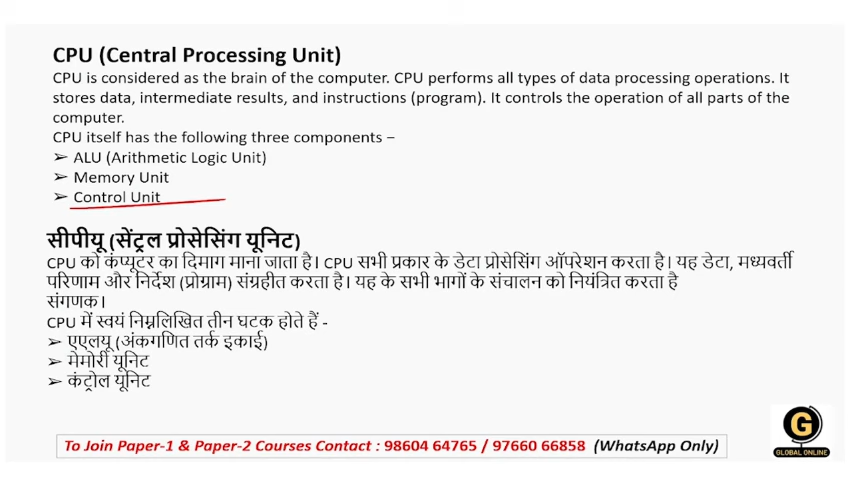 CPU (Central Processing Unit)
CPU is considered as the brain of the computer. CPU performs all types of data processing operations. It
stores data, intermediate results, and instructions (program). It controls the operation of all parts of the
computer.
CPU itself has the following three components –
➢ ALU (Arithmetic Logic Unit)
➢ Memory Unit
➢ Control Unit
सीपीयू (सेंट्रल प्रोसेसिंग यूनिट)
CPU को कंप्यूटर का दिमाग माना जाता है। CPU सभी प्रकार के डेटा प्रोसेसिंग ऑपरेशन करता है। यह डेटा, मध्यवर्ती
परिणाम और निर्देश (प्रोग्राम) संग्रहीत करता है। यह के सभी भागों के संचालन को नियंत्रित करता है
संगणक।
CPU में स्वयं निम्नलिखित तीन घटक होते हैं -
➢ एएलयू (अंकगणित तर्क इकाई)
➢ मेमोरी यूनिट
➢ कंट्रोल यूनिट
To Join Paper-1 & Paper-2 Courses Contact : 98604 64765 / 97660 66858 (WhatsApp Only)
G
GLOBAL ONLINE